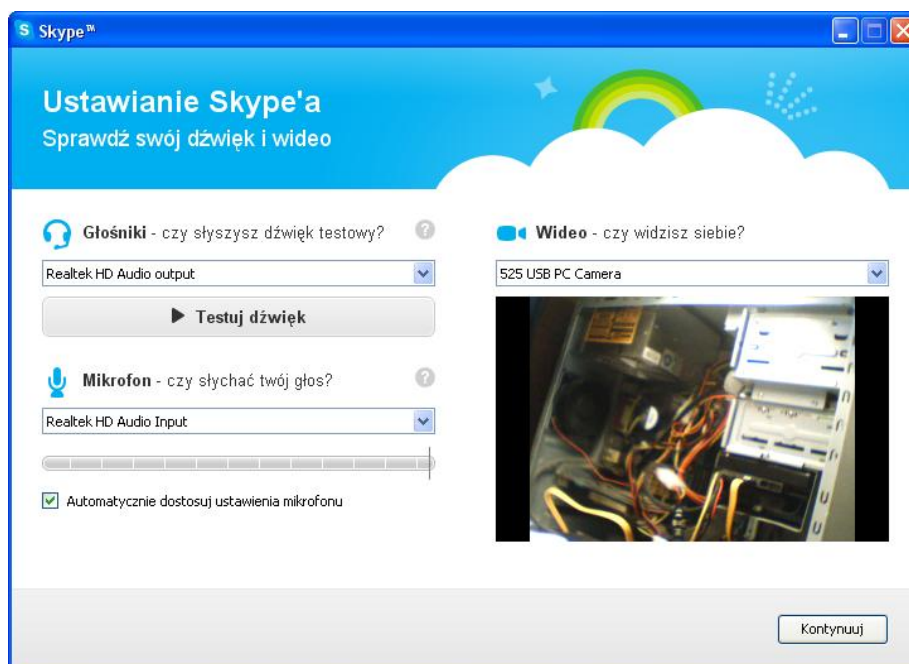 Skype™
Ustawianie Skype'a
Sprawdź swój dźwięk i wideo
Głośniki - czy słyszysz dźwięk testowy?
Realtek HD Audio output
Testuj dźwięk
Mikrofon - czy słychać twój głos?
Realtek HD Audio Input
Automatycznie dostosuj ustawienia mikrofonu
Wideo - czy widzisz siebie?
525 USB PC Camera
Kontynuuj